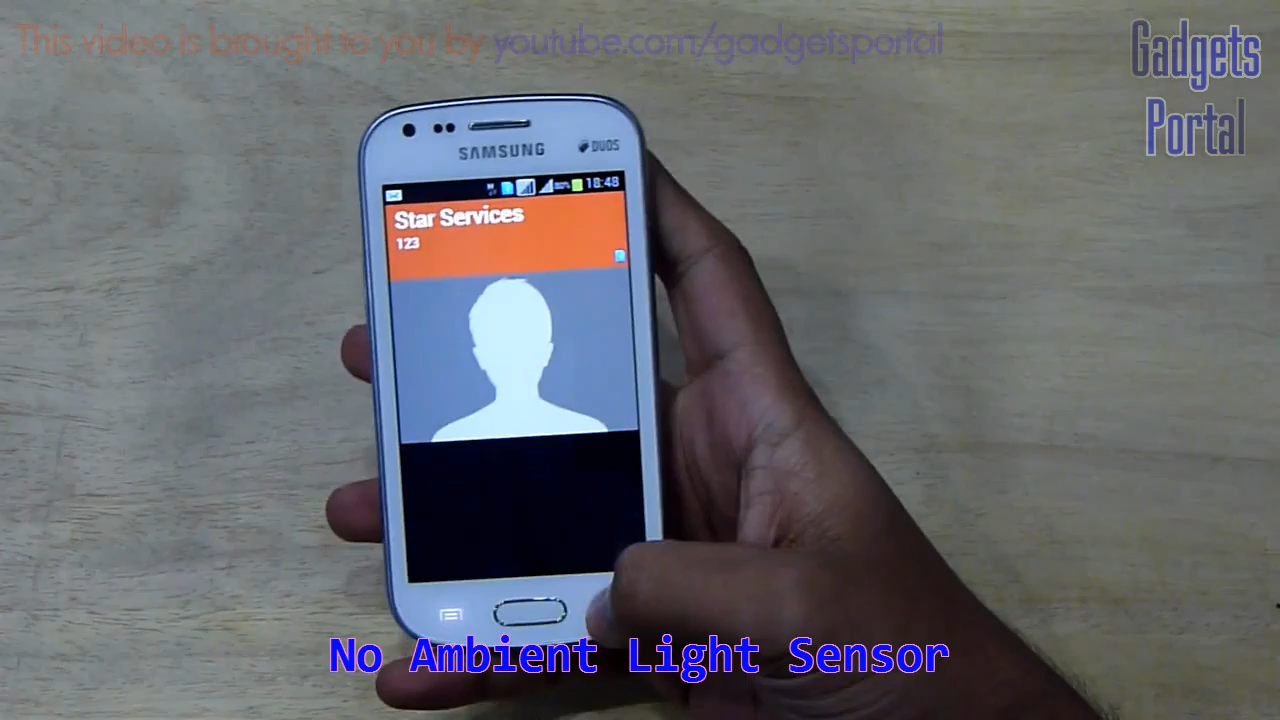 This video is brought to you by youtube.com/gadgetsportal
Gadgets
Portal
SAMSUNG
DUOS
18:48
Star Services
123
No Ambient Light Sensor